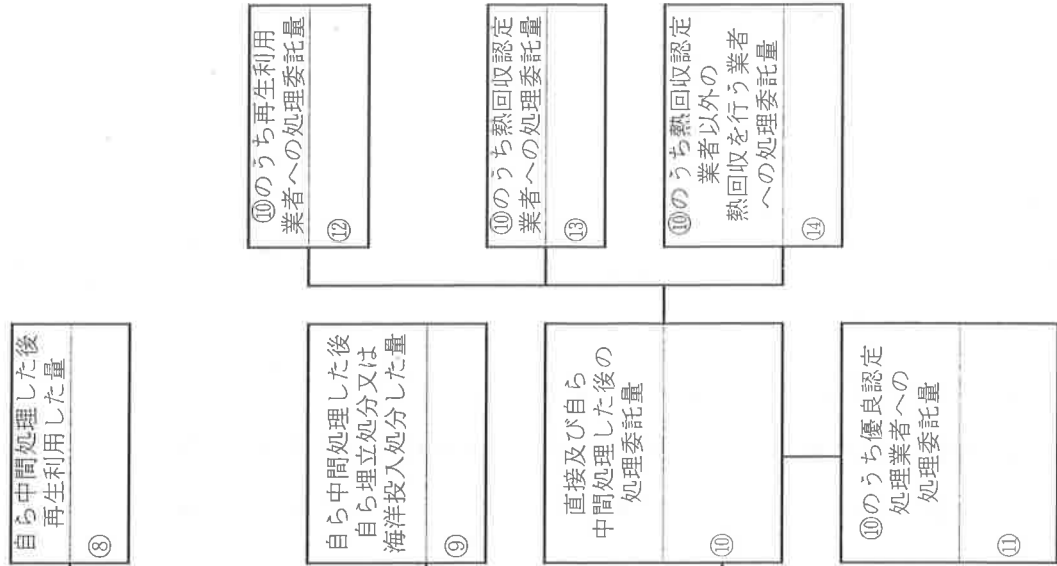 自ら中間処理した後
再生利用した量
⑧
自ら中間処理した後
自ら埋立処分又は
海洋投入処分した量
⑨
直接及び自ら
中間処理した後の
処理委託量
⑩
⑩のうち優良認定
処理業者への
処理委託量
⑪
⑩のうち再生利用
業者への処理委託量
⑫
⑩のうち熱回収認定
業者への処理委託量
⑬
⑩のうち熱回収認定
業者以外の
熱回収を行う業者
への処理委託量
⑭